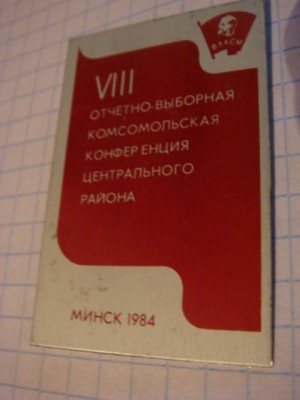 ВЛКСМ
VIII
ОТЧЕТНО-ВЫБОРНАЯ
КОМСОМОЛЬСКАЯ
КОНФЕРЕНЦИЯ
ЦЕНТРАЛЬНОГО
РАЙОНА
МИНСК 1984